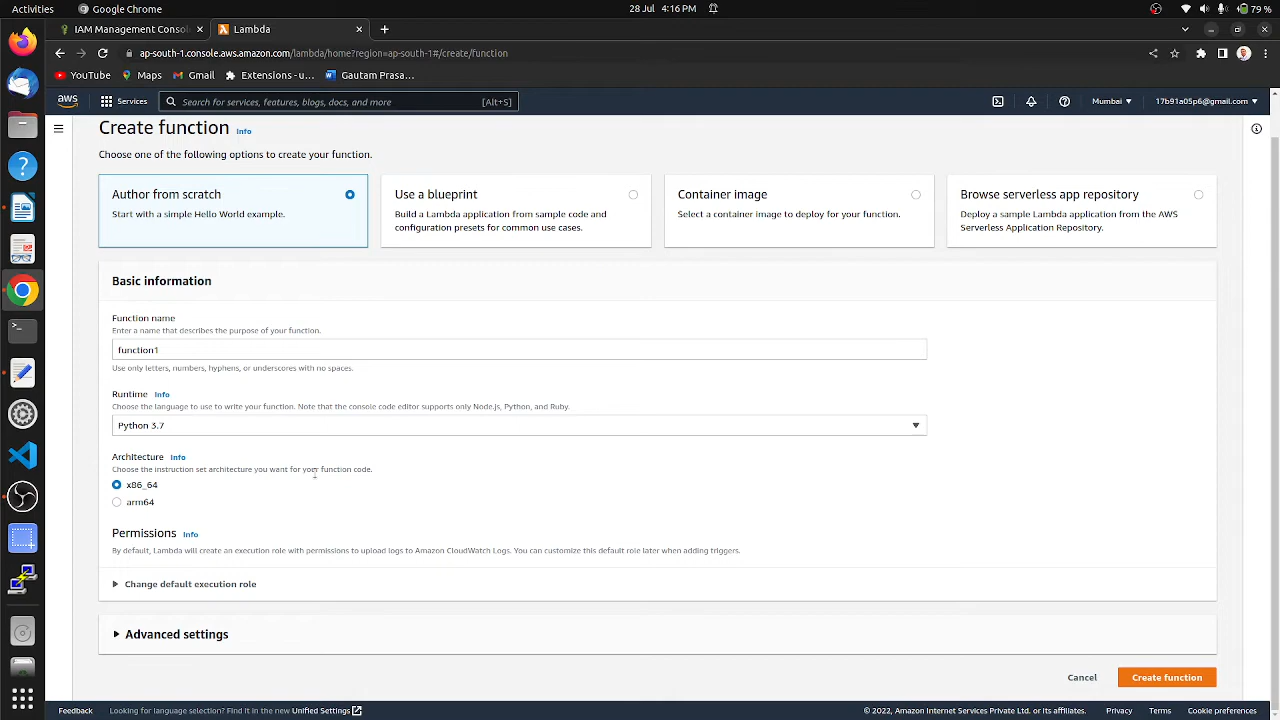 Activities
Google Chrome
28 Jul 4:16 PM
79 %
IAM Management Consol
Lambda
ap-south-1.console.aws.amazon.com/lambda/home?region=ap-south-1#/create/function
YouTube
Maps
Gmail
Extensions -u...
Gautam Prasa...
aws
Services
Search for services, features, blogs, docs, and more
[Alt+S]
Mumbai
17b91a05p6@gmail.com
Create function
Info
Choose one of the following options to create your function.
Author from scratch
Start with a simple Hello World example.
Use a blueprint
Build a Lambda application from sample code and
configuration presets for common use cases.
Container image
Select a container image to deploy for your function.
Browse serverless app repository
Deploy a sample Lambda application from the AWS
Serverless Application Repository.
Basic information
Function name
Enter a name that describes the purpose of your function.
function1
Use only letters, numbers, hyphens, or underscores with no spaces.
Runtime
Info
Choose the language to use to write your function. Note that the console code editor supports only Node.js, Python, and Ruby.
Python 3.7
Architecture
Info
Choose the instruction set architecture you want for your function code.
x86_64
arm64
Permissions
Info
By default, Lambda will create an execution role with permissions to upload logs to Amazon CloudWatch Logs. You can customize this default role later when adding triggers.
Change default execution role
Advanced settings
Cancel
Create function
Feedback
Looking for language selection? Find it in the new Unified Settings
© 2022, Amazon Internet Services Private Ltd. or its affiliates.
Privacy
Terms
Cookie preferences